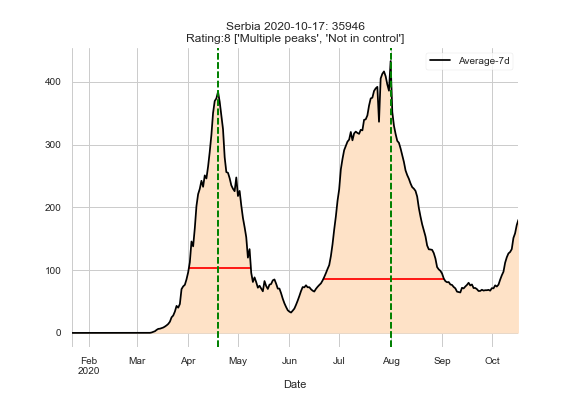 Serbia 2020-10-17: 35946
Rating:8 ['Multiple peaks', 'Not in control']
Average-7d
400
300
200
100
0
Feb Mar Apr May Jun Jul Aug Sep Oct
2020
Date